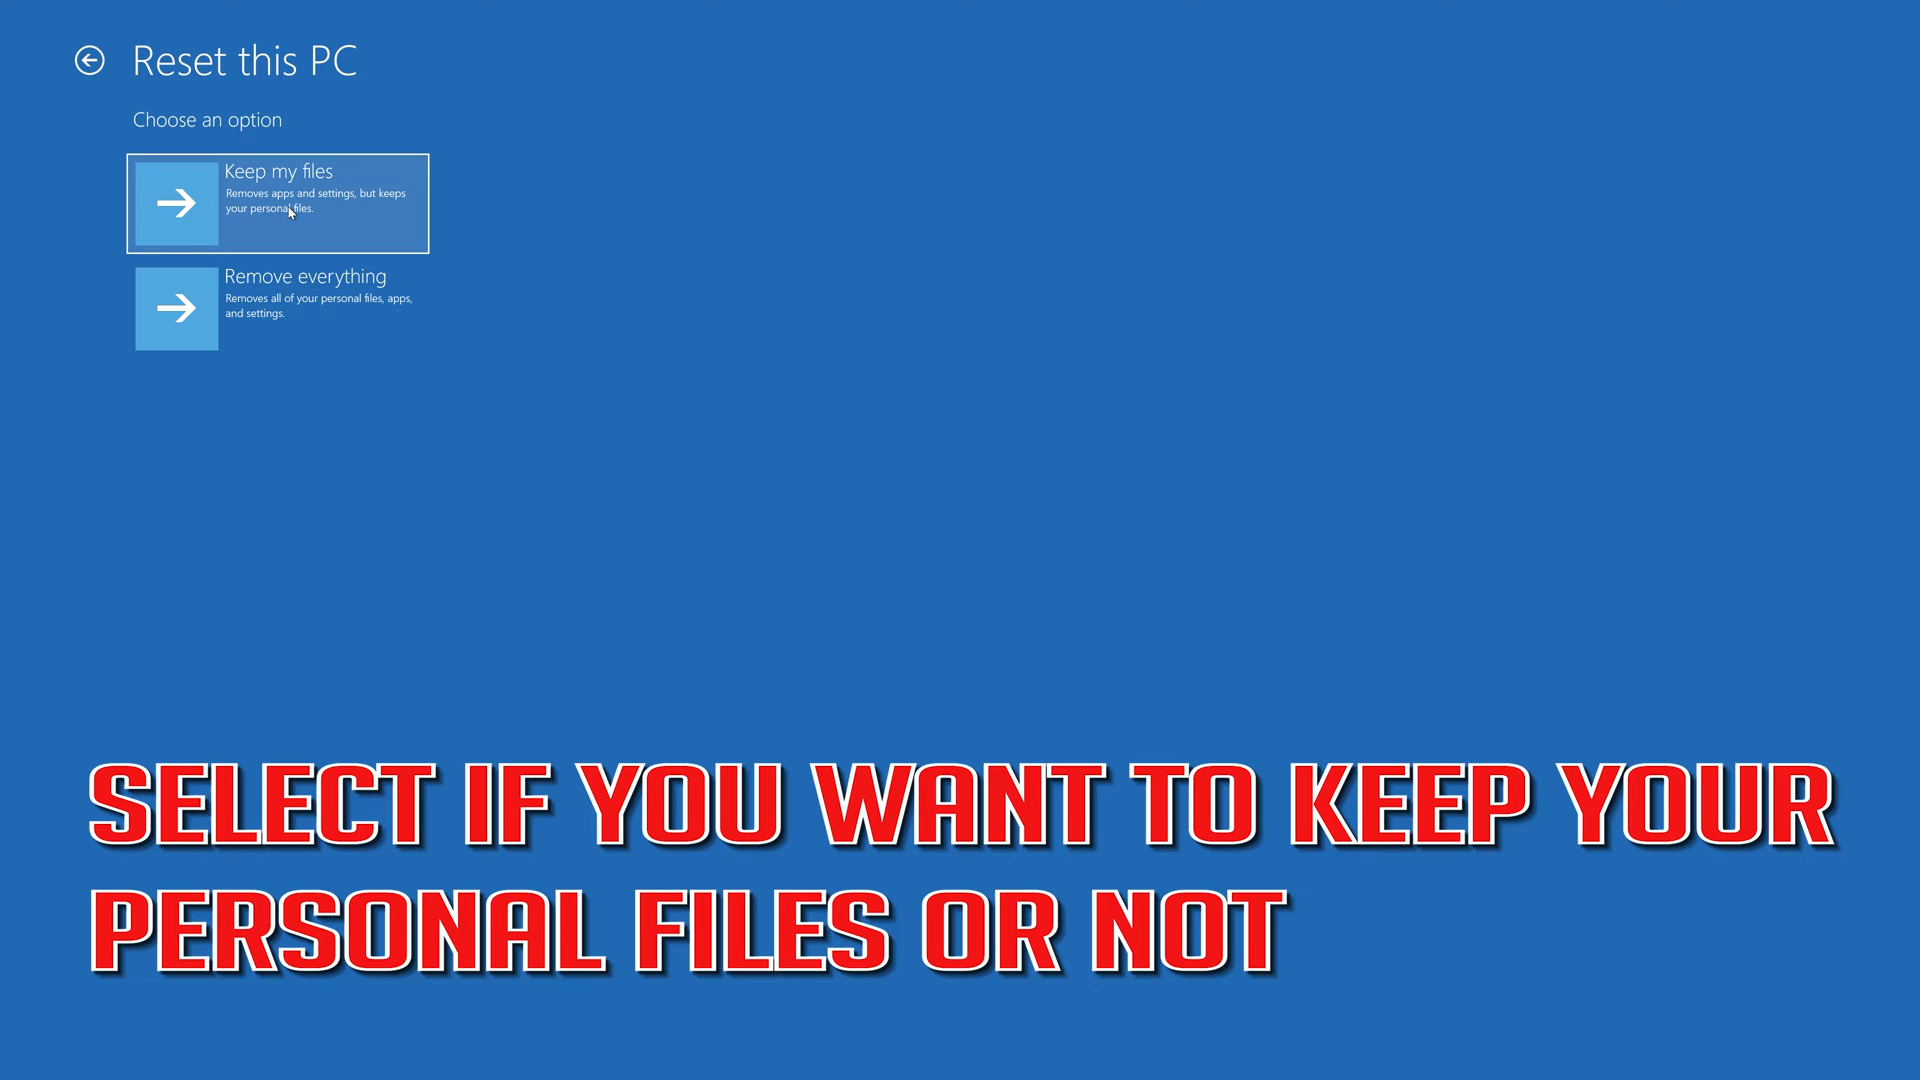 Reset this PC
Choose an option
Keep my files
Removes apps and settings, but keeps
your personal files.
Remove everything
Removes all of your personal files, apps,
and settings.
SELECT IF YOU WANT TO KEEP YOUR
PERSONAL FILES OR NOT